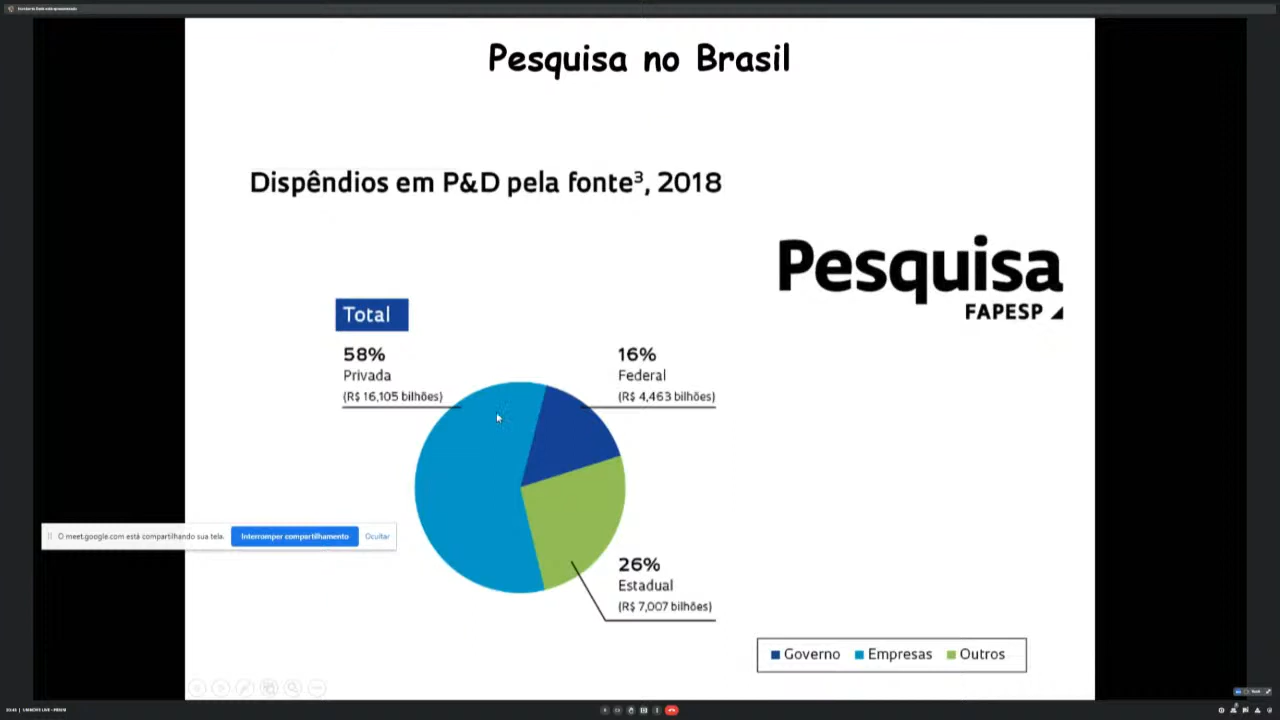 Pesquisa no Brasil
Dispêndios em P&D pela fonte³, 2018
Pesquisa
FAPESP
Total
58%
Privada
(R$ 16,105 bilhões)
16%
Federal
(R$ 4,463 bilhões)
O meet.google.com está compartilhando sua tela.
Interromper compartilhamento
Ocultar
26%
Estadual
(R$ 7,007 bilhões)
Governo
Empresas
Outros